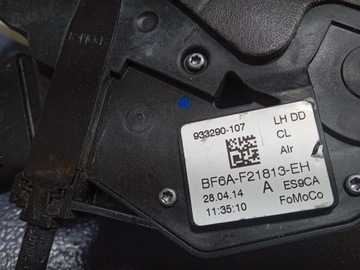 933290-107 LH DD
CL
Alr
BF6A-F21813-EH
28.04.14 A ES9CA
11:35:10 FoMoCo